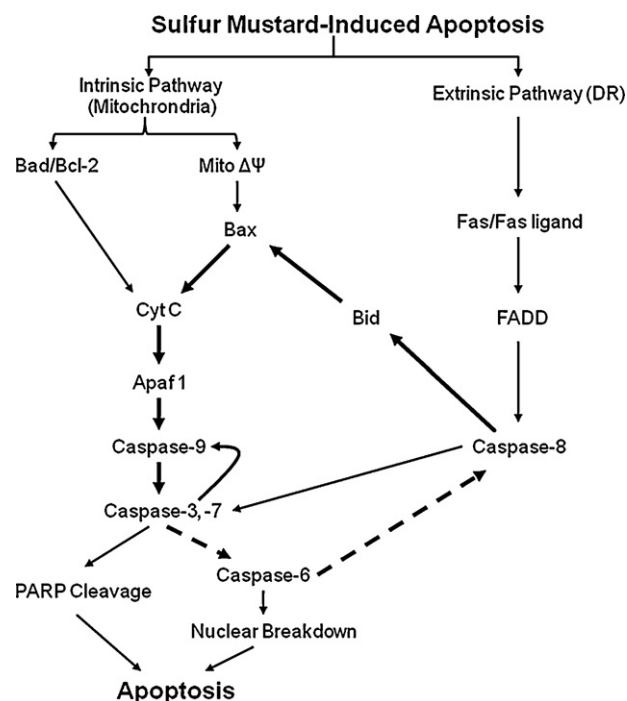 Sulfur Mustard-Induced Apoptosis
Intrinsic Pathway
(Mitochrondria)
Extrinsic Pathway (DR)
Bad/Bcl-2
Mito ΔΨ
Fas/Fas ligand
Bax
Cyt C
Bid
FADD
Apaf 1
Caspase-9
Caspase-8
Caspase-3, -7
Caspase-6
PARP Cleavage
Nuclear Breakdown
Apoptosis